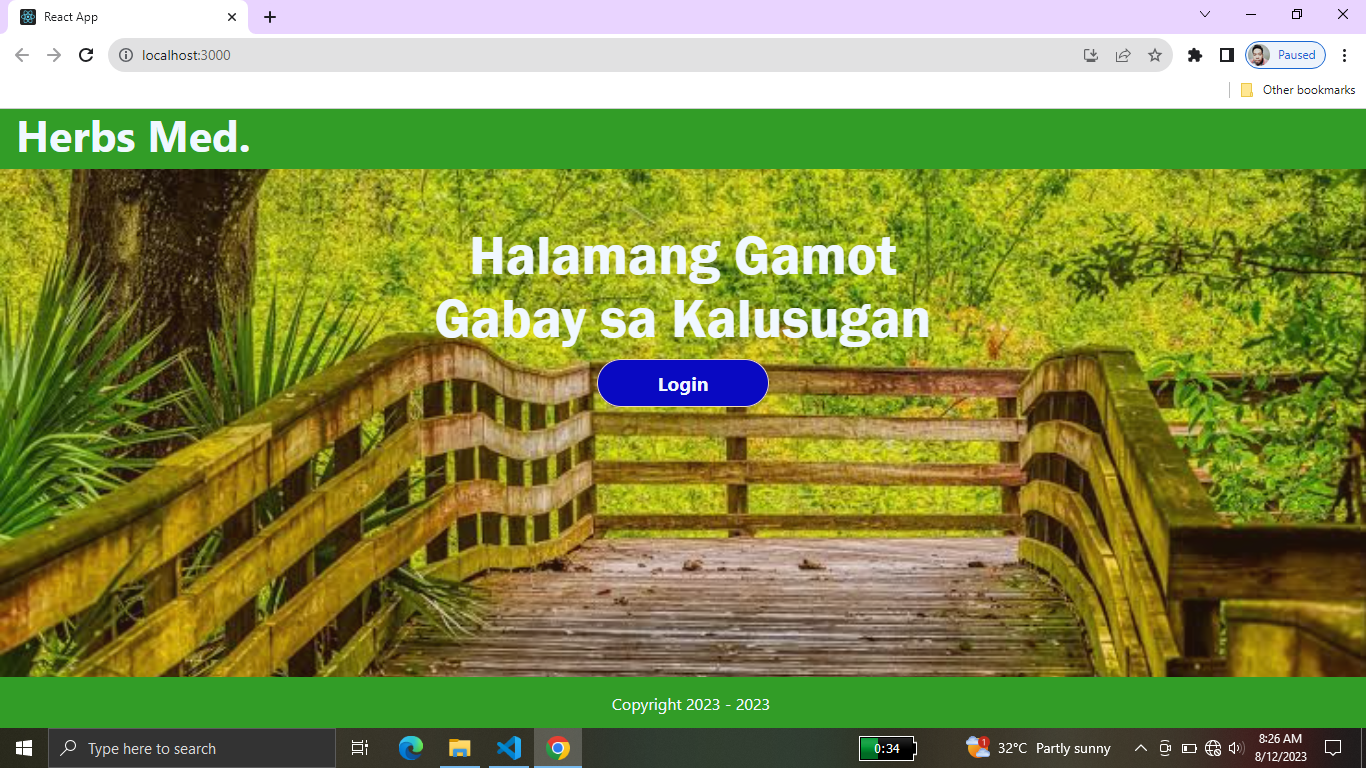 React App
localhost:3000
Paused
Other bookmarks
Herbs Med.
Halamang Gamot
Gabay sa Kalusugan
Login
Copyright 2023 - 2023
Type here to search
0:34
1
32°C Partly sunny
8:26 AM
8/12/2023